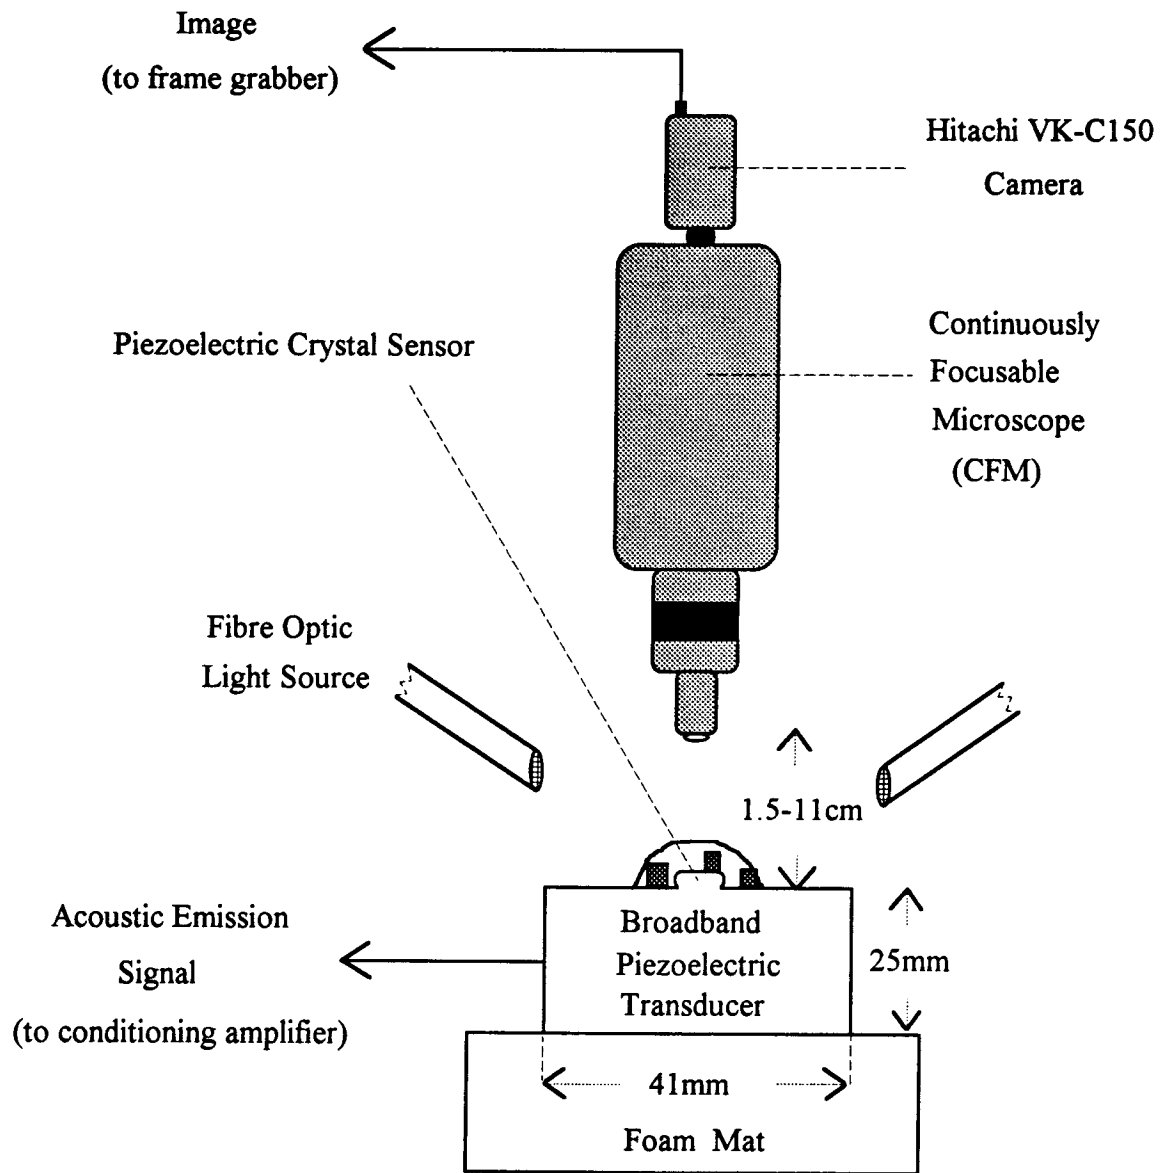 Image
(to frame grabber)
Hitachi VK-C150
Camera
Piezoelectric Crystal Sensor
Continuously
Focusable
Microscope
(CFM)
Fibre Optic
Light Source
1.5-11cm
Acoustic Emission
Signal
(to conditioning amplifier)
Broadband
Piezoelectric
Transducer
25mm
41mm
Foam Mat